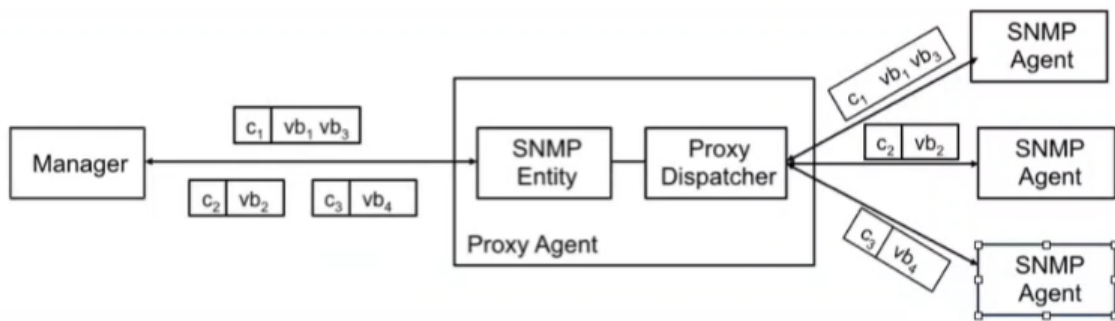 Manager
c₁ vb₁ vb₃
c₂ vb₂
c₃ vb₄
SNMP
Entity
Proxy
Dispatcher
Proxy Agent
c₁ vb₁ vb₃
c₂ vb₂
c₃ vb₄
SNMP
Agent
SNMP
Agent
SNMP
Agent